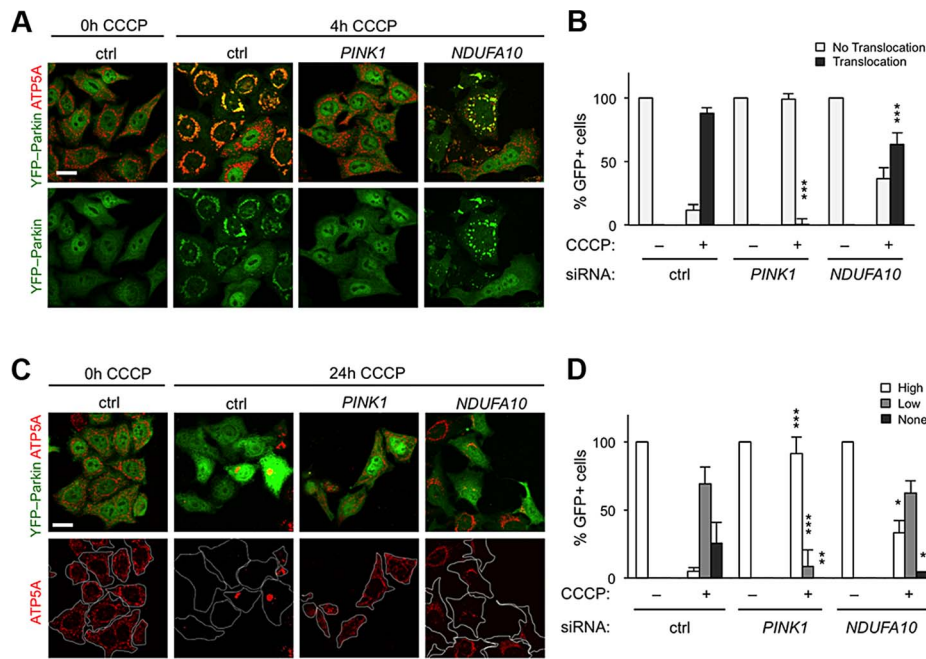 A
0h CCCP
4h CCCP
ctrl
ctrl
PINK1
NDUFA10
YFP–Parkin ATP5A
YFP–Parkin
B
No Translocation
Translocation
% GFP+ cells
100
50
0
***
***
CCCP: – + – + – +
siRNA: ctrl PINK1 NDUFA10
C
0h CCCP
24h CCCP
ctrl
ctrl
PINK1
NDUFA10
YFP–Parkin ATP5A
ATP5A
D
High
Low
None
% GFP+ cells
100
50
0
***
***
**
*
*
CCCP: – + – + – +
siRNA: ctrl PINK1 NDUFA10